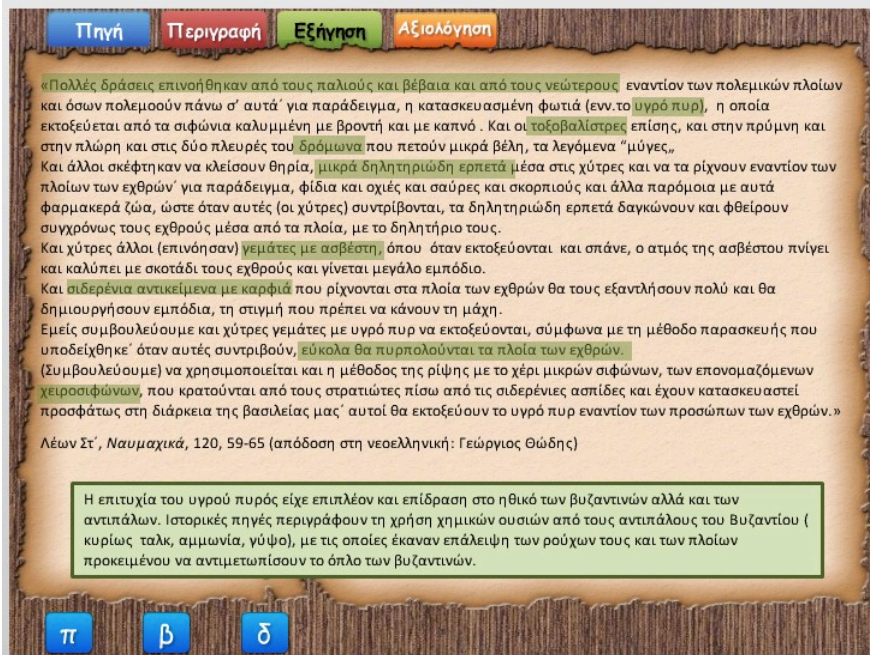 Πηγή Περιγραφή Εξήγηση Αξιολόγηση
«Πολλές δράσεις επινοήθηκαν από τους παλιούς και βέβαια και από τους νεώτερους εναντίον των πολεμικών πλοίων
και όσων πολεμοούν πάνω σ’ αυτά΄ για παράδειγμα, η κατασκευασμένη φωτιά (ενν.το υγρό πυρ), η οποία
εκτοξεύεται από τα σιφώνια καλυμμένη με βροντή και με καπνό . Και οι τοξοβαλίστρες επίσης, και στην πρύμνη και
στην πλώρη και στις δύο πλευρές του δρόμωνα που πετούν μικρά βέλη, τα λεγόμενα “μύγες„
Και άλλοι σκέφτηκαν να κλείσουν θηρία, μικρά δηλητηριώδη ερπετά μέσα στις χύτρες και να τα ρίχνουν εναντίον των
πλοίων των εχθρών΄ για παράδειγμα, φίδια και οχιές και σαύρες και σκορπιούς και άλλα παρόμοια με αυτά
φαρμακερά ζώα, ώστε όταν αυτές (οι χύτρες) συντρίβονται, τα δηλητηριώδη ερπετά δαγκώνουν και φθείρουν
συγχρόνως τους εχθρούς μέσα από τα πλοία, με το δηλητήριο τους.
Και χύτρες άλλοι (επινόησαν) γεμάτες με ασβέστη, όπου όταν εκτοξεύονται και σπάνε, ο ατμός της ασβέστου πνίγει
και καλύπει με σκοτάδι τους εχθρούς και γίνεται μεγάλο εμπόδιο.
Και σιδερένια αντικείμενα με καρφιά που ρίχνονται στα πλοία των εχθρών θα τους εξαντλήσουν πολύ και θα
δημιουργήσουν εμπόδια, τη στιγμή που πρέπει να κάνουν τη μάχη.
Εμείς συμβουλεύουμε και χύτρες γεμάτες με υγρό πυρ να εκτοξεύονται, σύμφωνα με τη μέθοδο παρασκευής που
υποδείχθηκε΄ όταν αυτές συντριβούν, εύκολα θα πυρπολούνται τα πλοία των εχθρών.
(Συμβουλεύουμε) να χρησιμοποιείται και η μέθοδος της ρίψης με το χέρι μικρών σιφώνων, των επονομαζόμενων
χειροσιφώνων, που κρατούνται από τους στρατιώτες πίσω από τις σιδερένιες ασπίδες και έχουν κατασκευαστεί
προσφάτως στη διάρκεια της βασιλείας μας΄ αυτοί θα εκτοξεύουν το υγρό πυρ εναντίον των προσώπων των εχθρών.»
Λέων Στ΄, Ναυμαχικά, 120, 59-65 (απόδοση στη νεοελληνική: Γεώργιος Θώδης)
Η επιτυχία του υγρού πυρός είχε επιπλέον και επίδραση στο ηθικό των βυζαντινών αλλά και των
αντιπάλων. Ιστορικές πηγές περιγράφουν τη χρήση χημικών ουσιών από τους αντιπάλους του Βυζαντίου (
κυρίως ταλκ, αμμωνία, γύψο), με τις οποίες έκαναν επάλειψη των ρούχων τους και των πλοίων
προκειμένου να αντιμετωπίσουν το όπλο των βυζαντινών.
π β δ